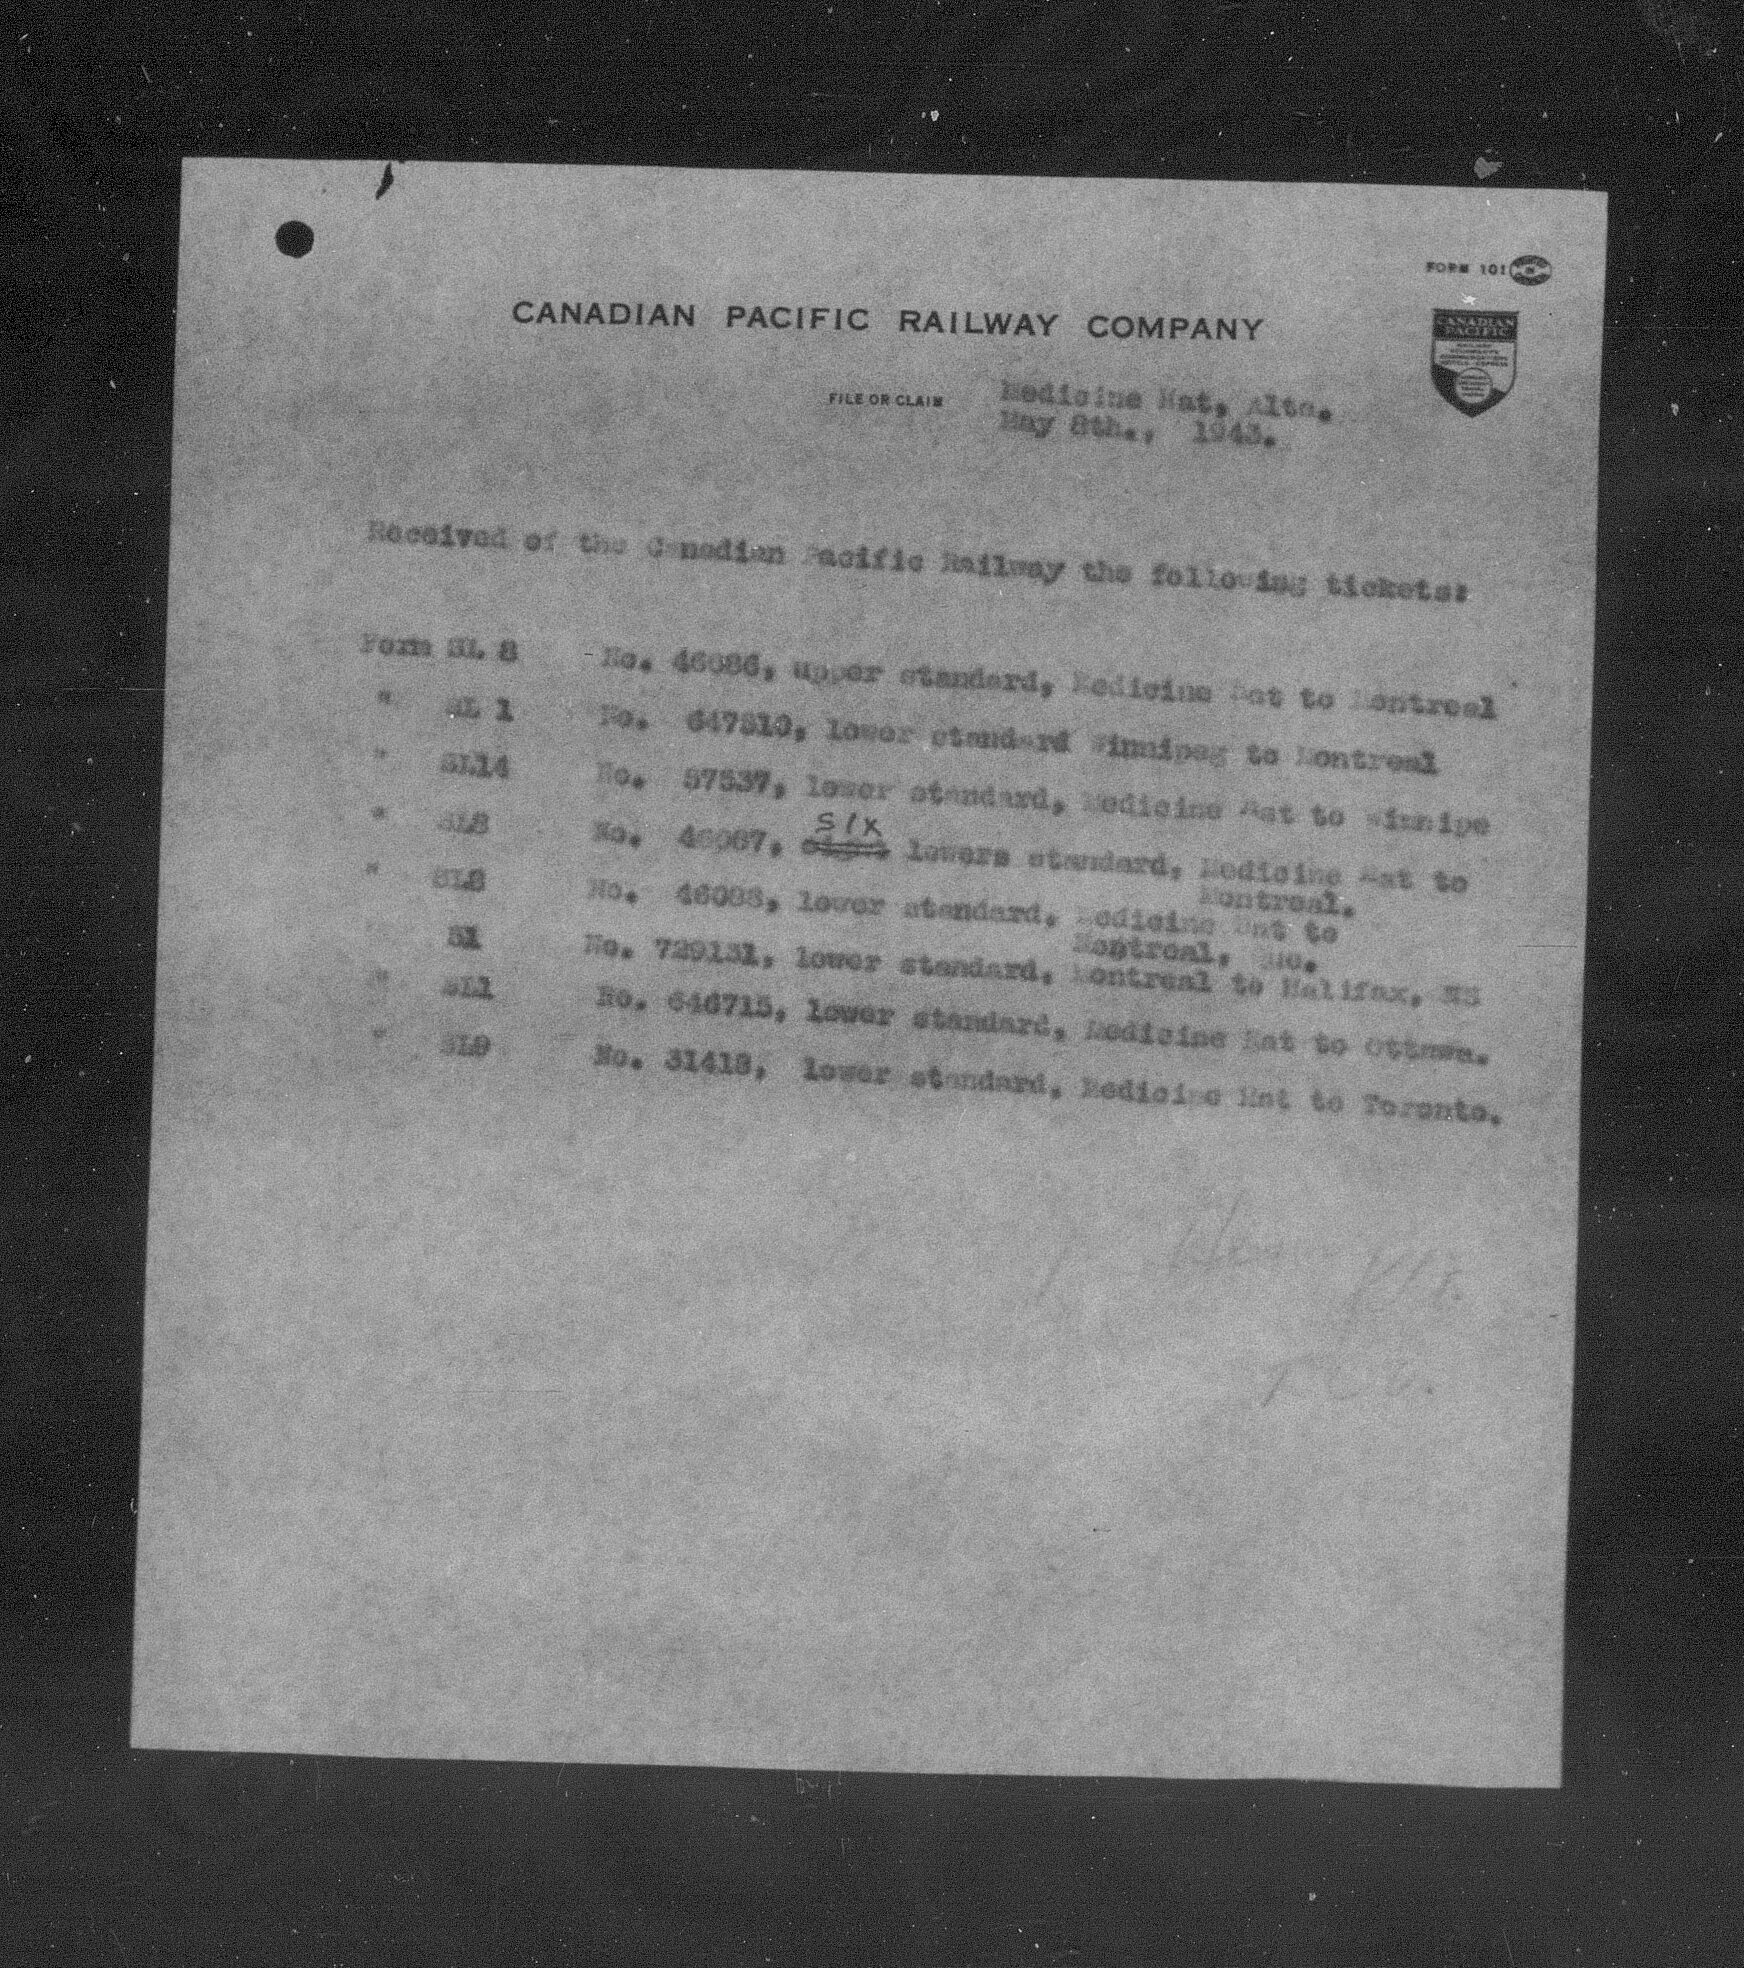 FORM 101
CANADIAN PACIFIC RAILWAY COMPANY
CANADIAN
PACIFIC
FILE OR CLAIM
Medicine Hat, Alta.
May 8th., 1943.
Received of the Canadian Pacific Railway the following tickets:
Form SL 8 No. 46086, upper standard, Medicine Hat to Montreal
" SL 1 No. 647810, lower standard Winnipeg to Montreal
" SL14 No. 57537, lower standard, Medicine Hat to Winnipe
SIX
" SL8 No. 46087, lowers standard, Medicine Hat to
Montreal.
" SL8 No. 46088, lower standard, Medicine Hat to
Montreal, Que.
S1 No. 729131, lower standard, Montreal to Halifax, NS
" SL1 No. 646715, lower standard, Medicine Hat to Ottawa.
" SL9 No. 31418, lower standard, Medicine Hat to Toronto.